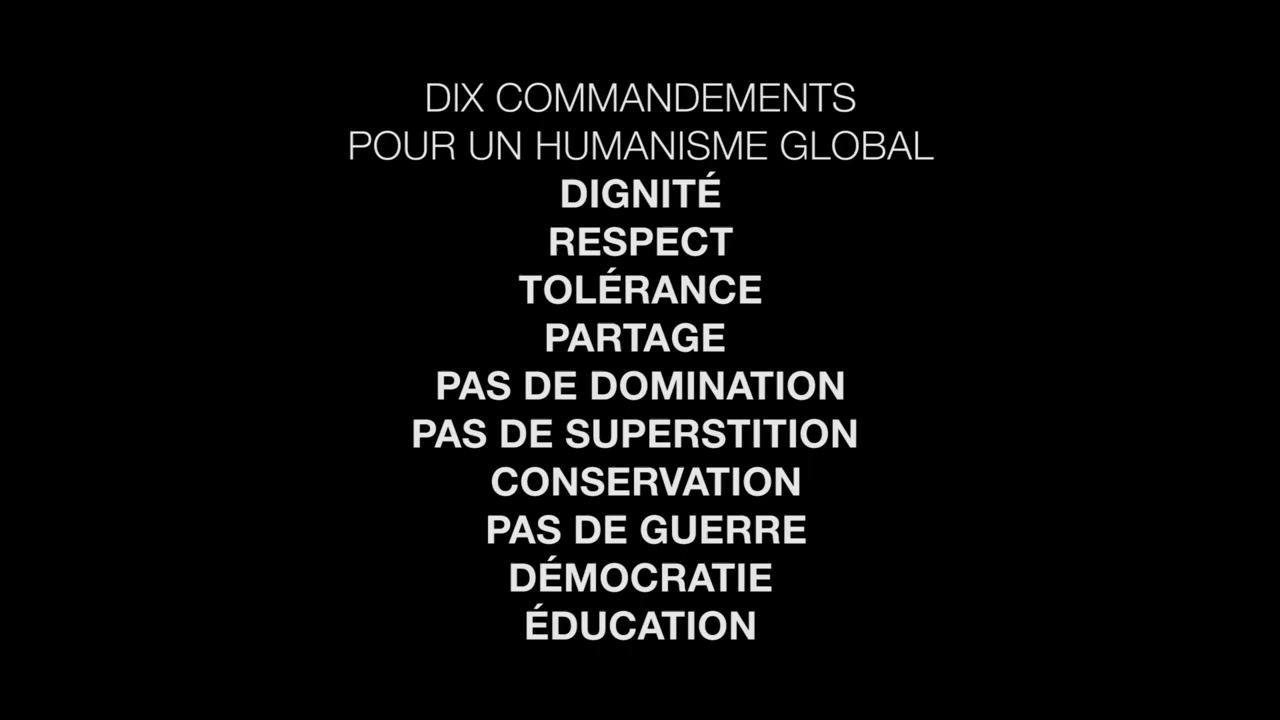 DIX COMMANDEMENTS
POUR UN HUMANISME GLOBAL
DIGNITÉ
RESPECT
TOLÉRANCE
PARTAGE
PAS DE DOMINATION
PAS DE SUPERSTITION
CONSERVATION
PAS DE GUERRE
DÉMOCRATIE
ÉDUCATION